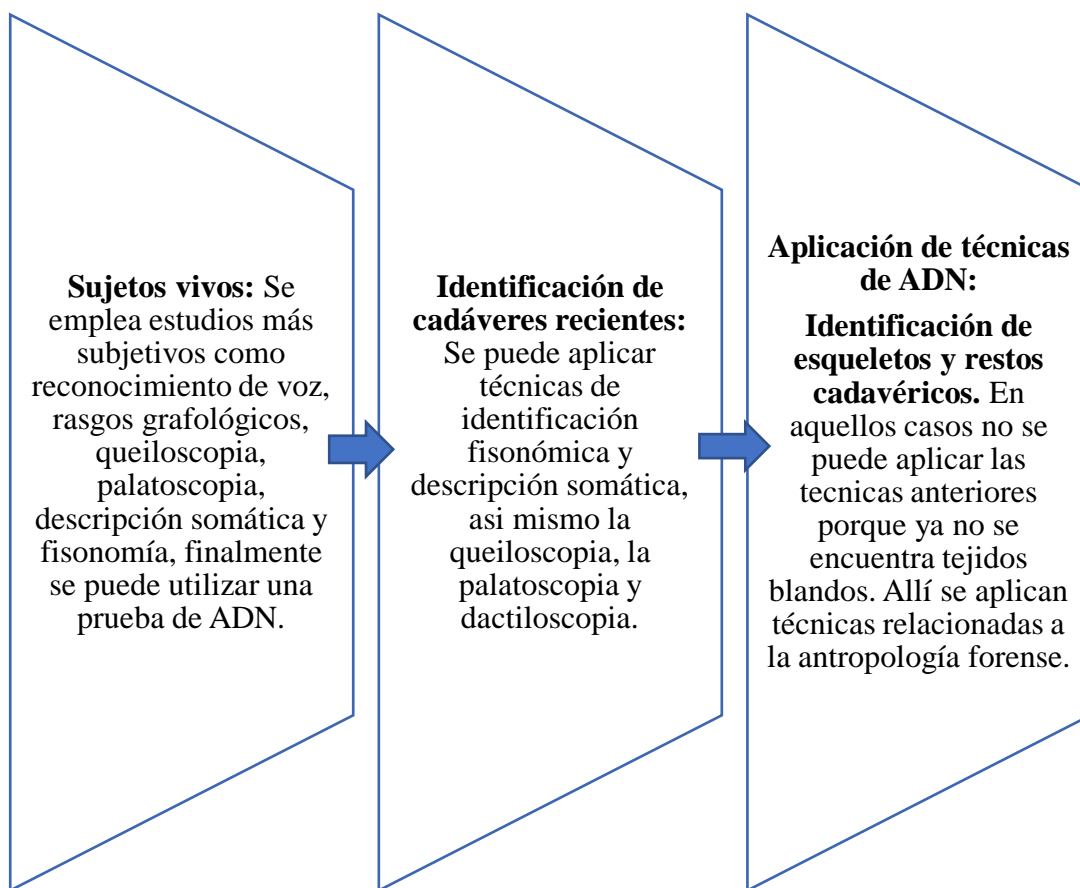 Sujetos vivos: Se
emplea estudios más
subjetivos como
reconocimiento de voz,
rasgos grafológicos,
queiloscopia,
palatoscopia,
descripción somática y
fisonomía, finalmente
se puede utilizar una
prueba de ADN.
Identificación de
cadáveres recientes:
Se puede aplicar
técnicas de
identificación
fisonómica y
descripción somática,
asi mismo la
queiloscopia, la
palatoscopia y
dactiloscopia.
Aplicación de técnicas
de ADN:
Identificación de
esqueletos y restos
cadavéricos. En
aquellos casos no se
puede aplicar las
tecnicas anteriores
porque ya no se
encuentra tejidos
blandos. Allí se aplican
técnicas relacionadas a
la antropología forense.